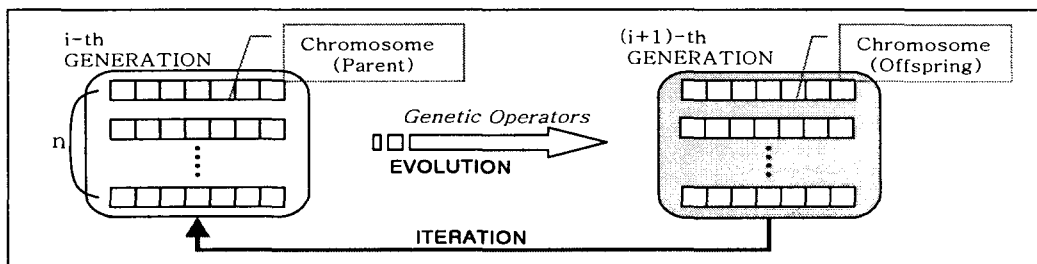 i-th
GENERATION
Chromosome
(Parent)
(i+1)-th
GENERATION
Chromosome
(Offspring)
n
Genetic Operators
EVOLUTION
ITERATION